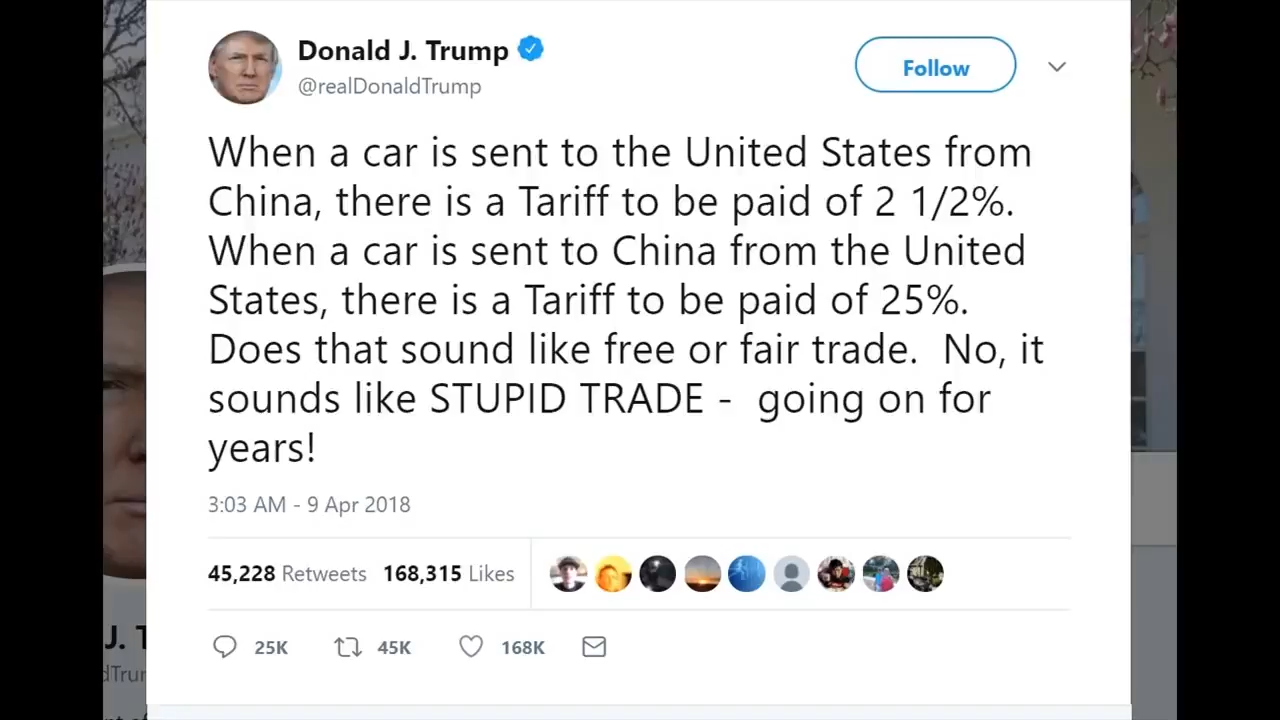 Donald J. Trump
@realDonaldTrump
Follow
When a car is sent to the United States from
China, there is a Tariff to be paid of 2 1/2%.
When a car is sent to China from the United
States, there is a Tariff to be paid of 25%.
Does that sound like free or fair trade.  No, it
sounds like STUPID TRADE -  going on for
years!
3:03 AM - 9 Apr 2018
45,228 Retweets 168,315 Likes
25K 45K 168K
J. T
dTrur